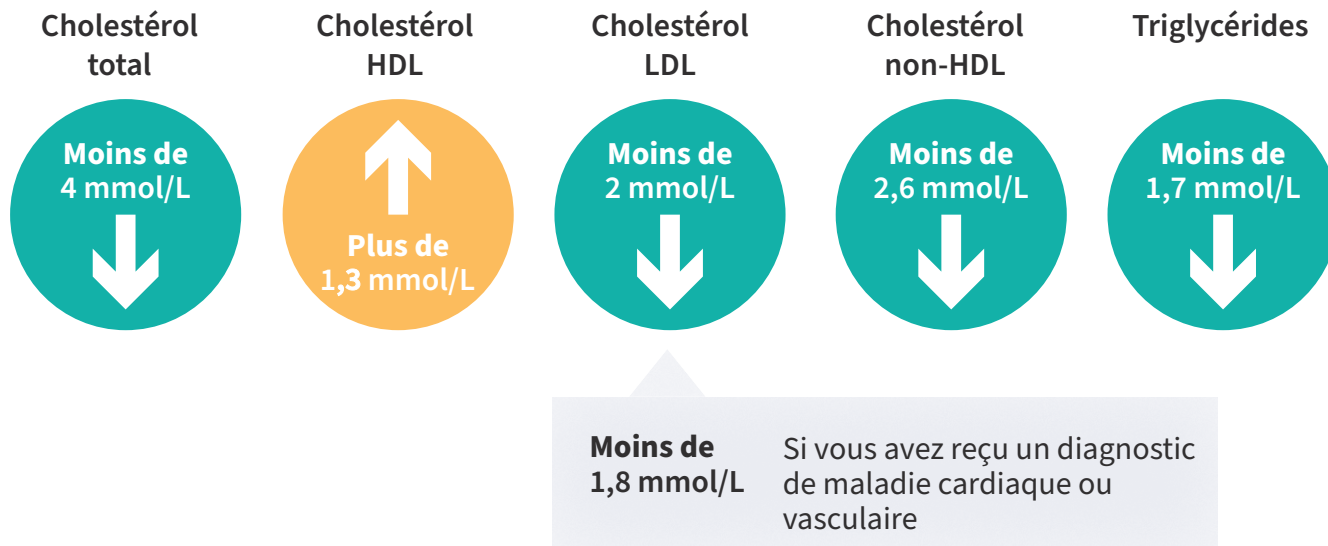 Cholestérol
total
Moins de
4 mmol/L
Cholestérol
HDL
Plus de
1,3 mmol/L
Cholestérol
LDL
Moins de
2 mmol/L
Cholestérol
non-HDL
Moins de
2,6 mmol/L
Triglycérides
Moins de
1,7 mmol/L
Moins de
1,8 mmol/L
Si vous avez reçu un diagnostic
de maladie cardiaque ou
vasculaire